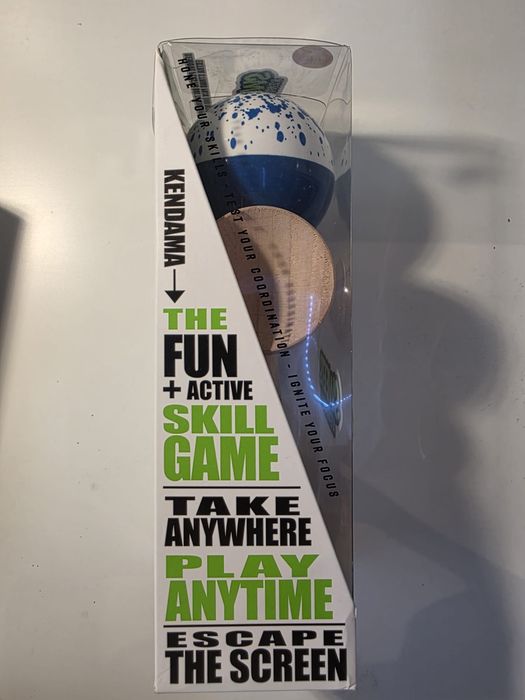 HONE YOUR SKILLS - TEST YOUR COORDINATION - IGNITE YOUR FOCUS
KENDAMA
THE
FUN
+ ACTIVE
SKILL
GAME
TAKE
ANYWHERE
PLAY
ANYTIME
ESCAPE
THE SCREEN